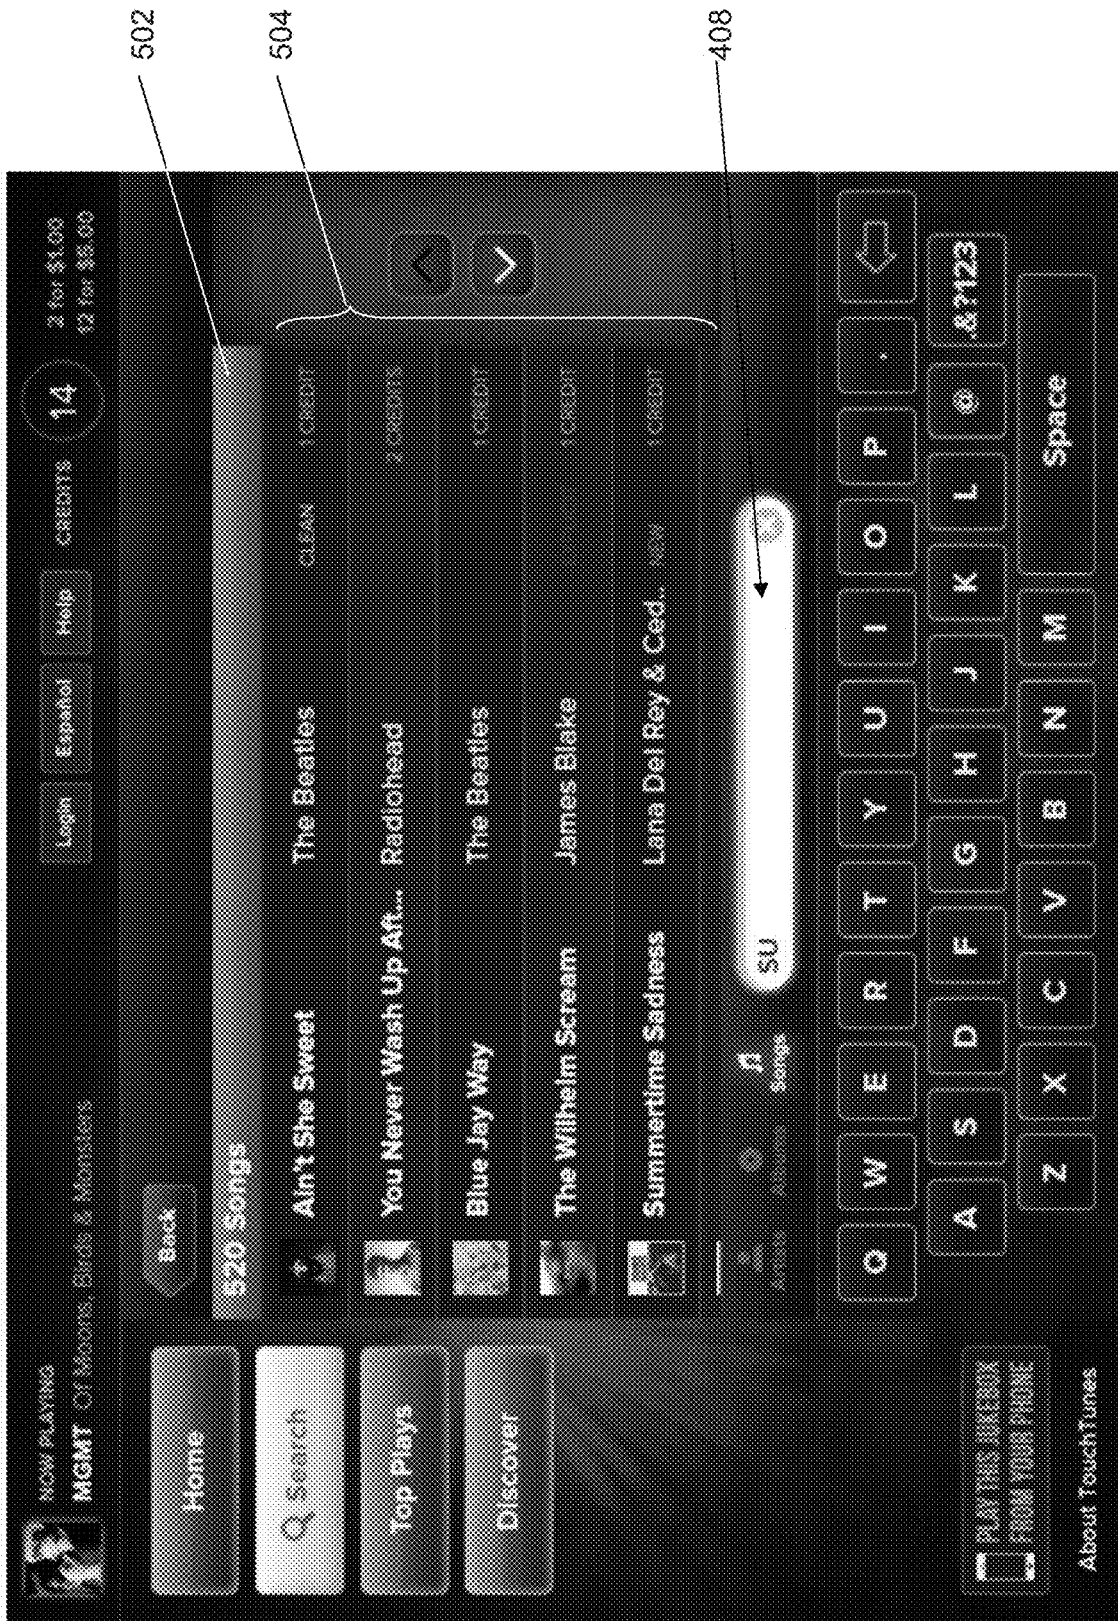 502
504
408
NOW PLAYING
MGMT Of Moons, Birds & Monsters
Login
Español
Help
CREDITS
14
2 for $1.00
12 for $5.00
Back
Home
Search
Top Plays
Discover
520 Songs
Ain't She Sweet The Beatles CLEAN 1 CREDIT
You Never Wash Up Aft... Radiohead 2 CREDITS
Blue Jay Way The Beatles 1 CREDIT
The Wilhelm Scream James Blake 1 CREDIT
Summertime Sadness Lana Del Rey & Ced.. NEW 1 CREDIT
Artists
Albums
Songs
SU
Q W E R T Y U I O P
A S D F G H J K L @ .&?123
Z X C V B N M Space
PLAY THIS JUKEBOX
FROM YOUR PHONE
About TouchTunes